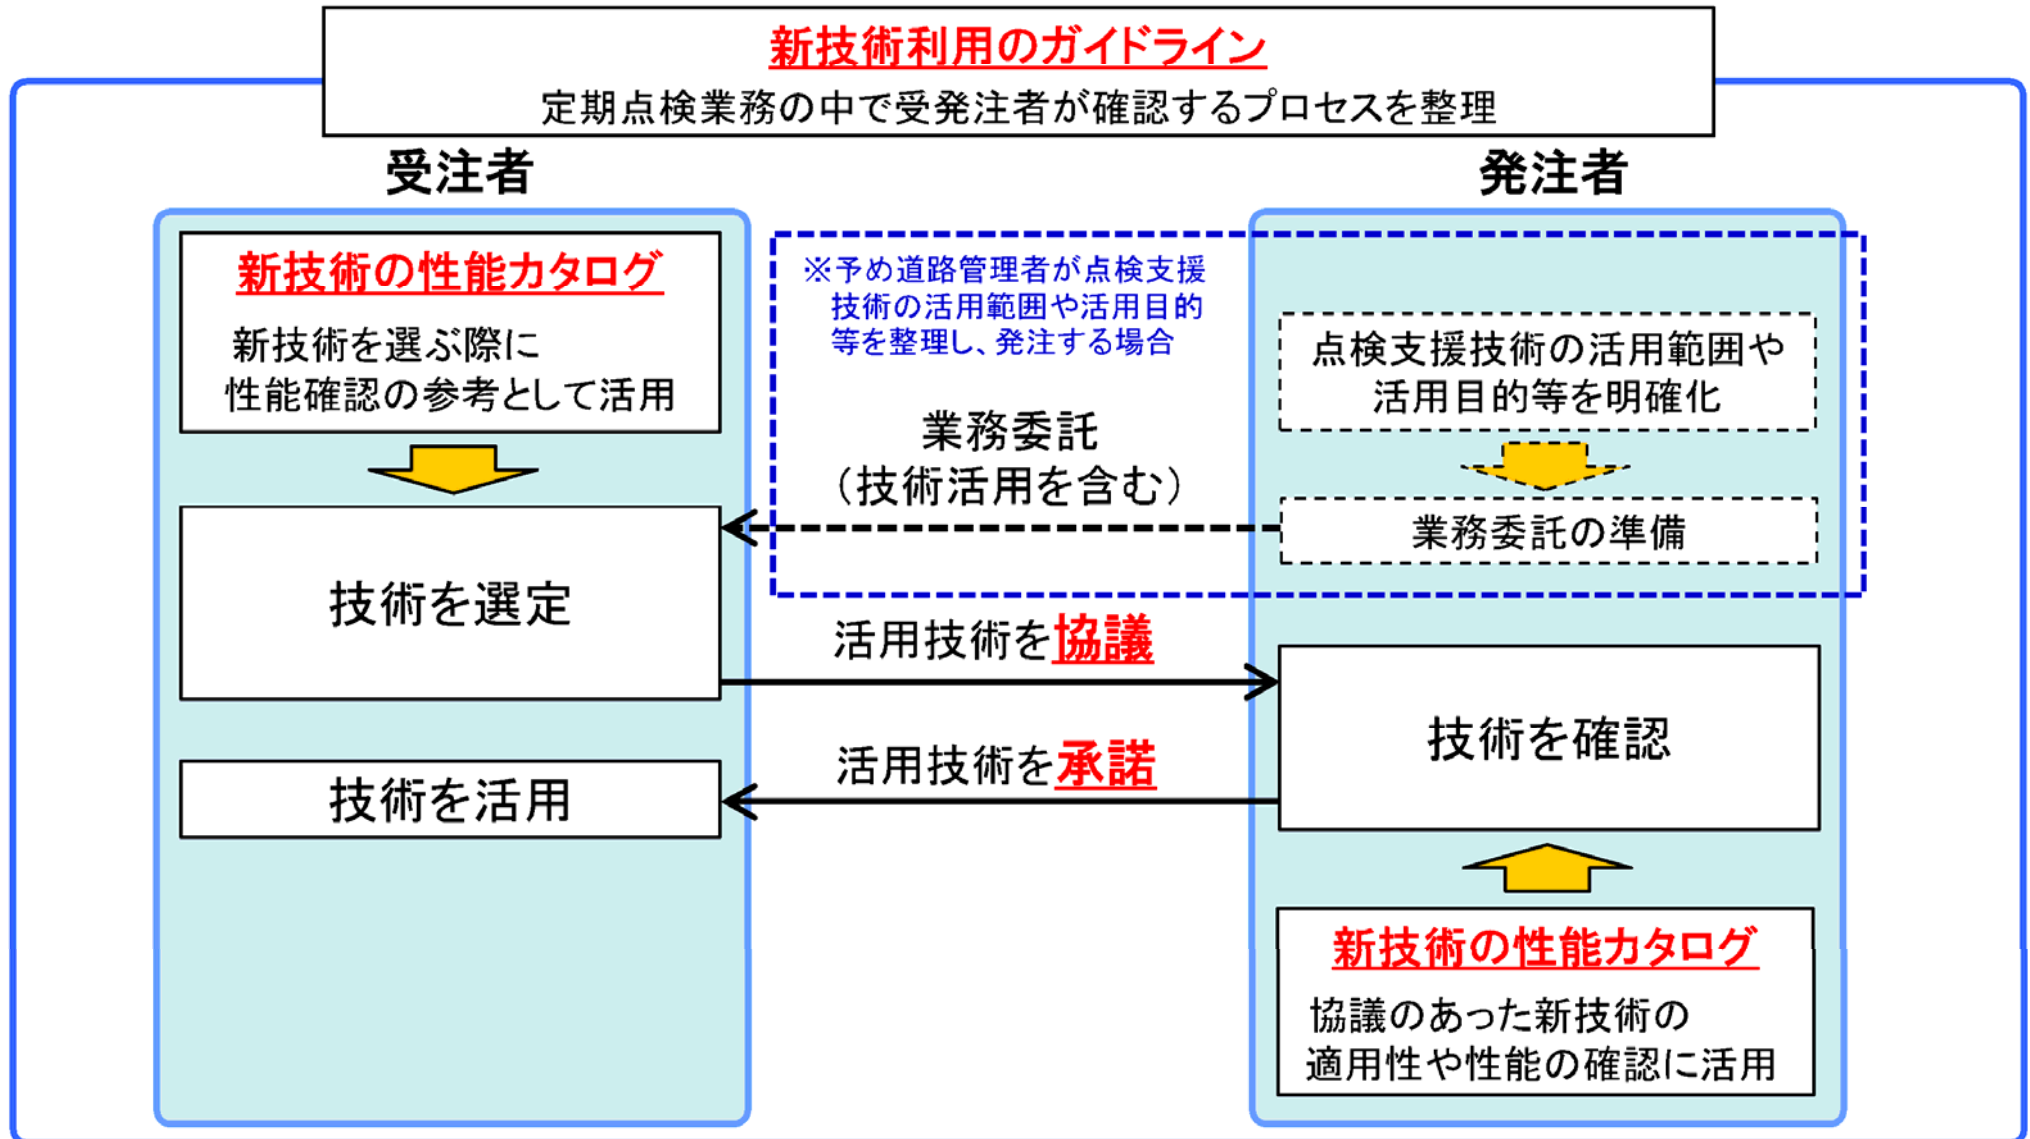 新技術利用のガイドライン
定期点検業務の中で受発注者が確認するプロセスを整理
受注者
新技術の性能カタログ
新技術を選ぶ際に
性能確認の参考として活用
技術を選定
技術を活用
※予め道路管理者が点検支援
技術の活用範囲や活用目的
等を整理し、発注する場合
業務委託
（技術活用を含む）
活用技術を協議
活用技術を承諾
発注者
点検支援技術の活用範囲や
活用目的等を明確化
業務委託の準備
技術を確認
新技術の性能カタログ
協議のあった新技術の
適用性や性能の確認に活用